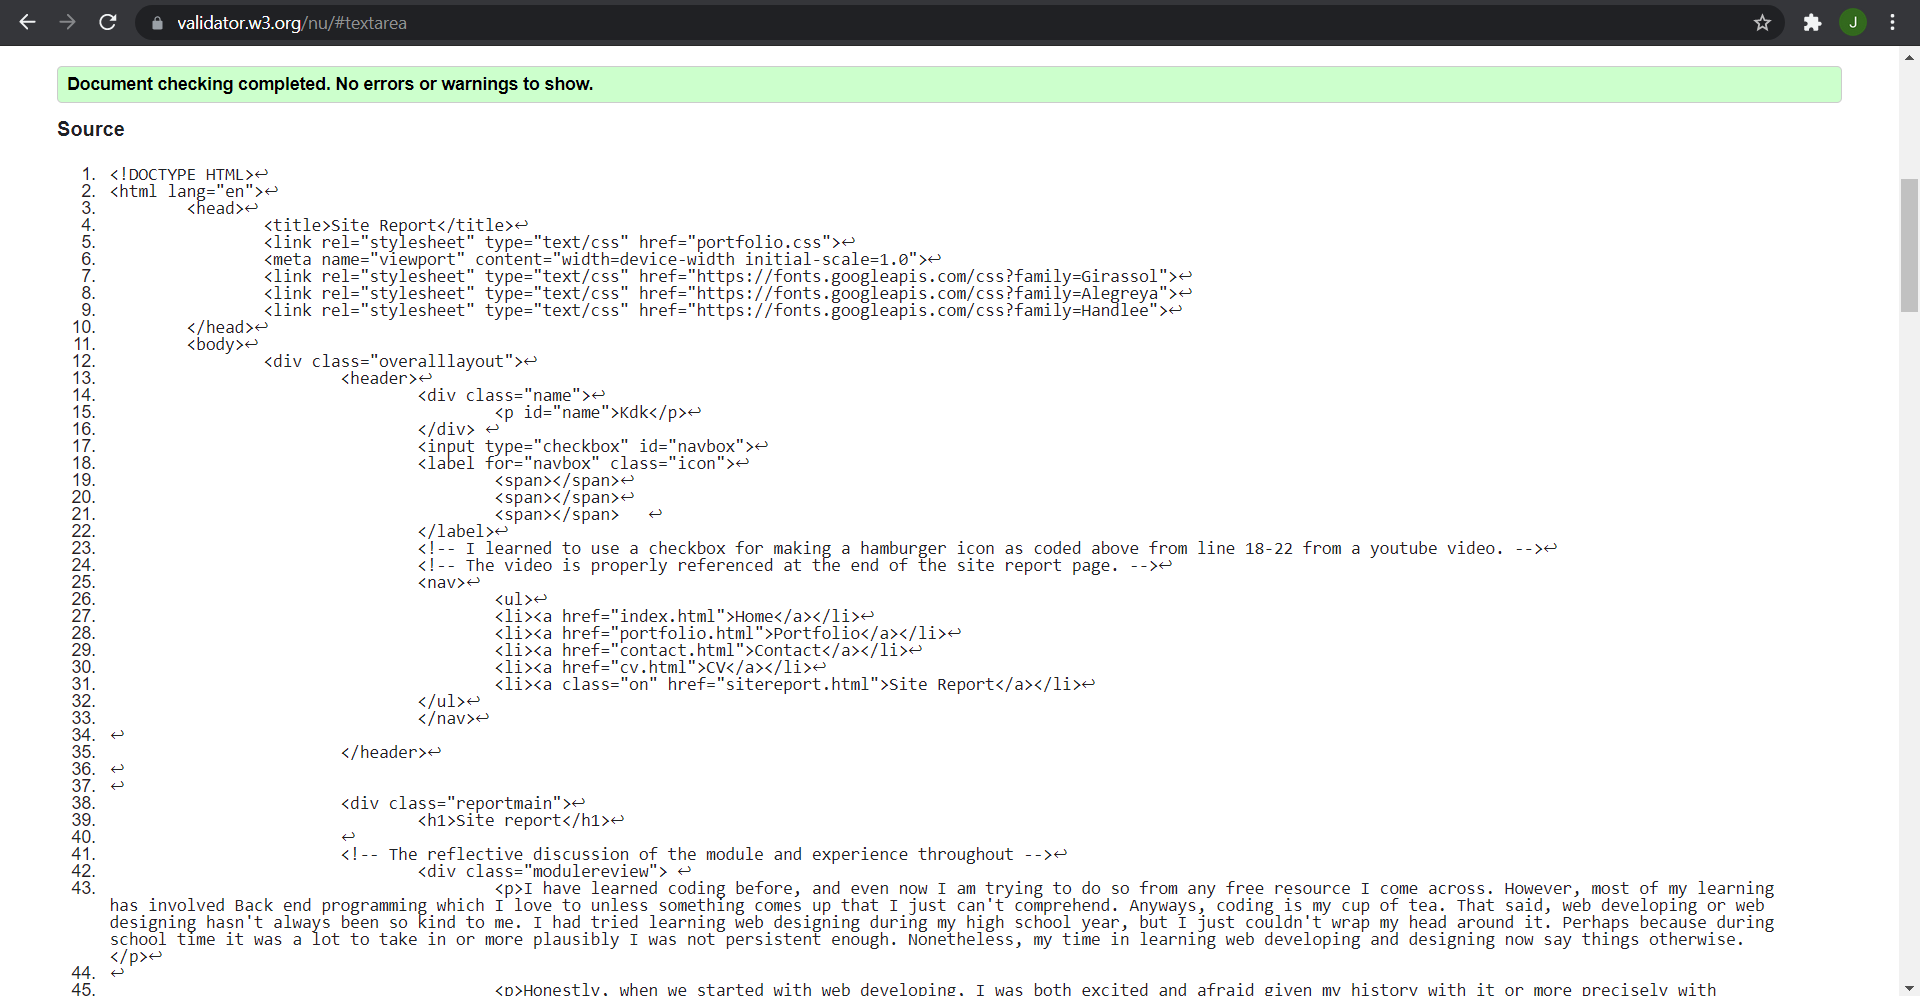 validator.w3.org/nu/#textarea
J
Document checking completed. No errors or warnings to show.
Source
1. <!DOCTYPE HTML>↩
2. <html lang="en">↩
3. <head>↩
4. <title>Site Report</title>↩
5. <link rel="stylesheet" type="text/css" href="portfolio.css">↩
6. <meta name="viewport" content="width=device-width initial-scale=1.0">↩
7. <link rel="stylesheet" type="text/css" href="https://fonts.googleapis.com/css?family=Girassol">↩
8. <link rel="stylesheet" type="text/css" href="https://fonts.googleapis.com/css?family=Alegreya">↩
9. <link rel="stylesheet" type="text/css" href="https://fonts.googleapis.com/css?family=Handlee">↩
10. </head>↩
11. <body>↩
12. <div class="overalllayout">↩
13. <header>↩
14. <div class="name">↩
15. <p id="name">Kdk</p>↩
16. </div> ↩
17. <input type="checkbox" id="navbox">↩
18. <label for="navbox" class="icon">↩
19. <span></span>↩
20. <span></span>↩
21. <span></span> ↩
22. </label>↩
23. <!-- I learned to use a checkbox for making a hamburger icon as coded above from line 18-22 from a youtube video. -->↩
24. <!-- The video is properly referenced at the end of the site report page. -->↩
25. <nav>↩
26. <ul>↩
27. <li><a href="index.html">Home</a></li>↩
28. <li><a href="portfolio.html">Portfolio</a></li>↩
29. <li><a href="contact.html">Contact</a></li>↩
30. <li><a href="cv.html">CV</a></li>↩
31. <li><a class="on" href="sitereport.html">Site Report</a></li>↩
32. </ul>↩
33. </nav>↩
34. ↩
35. </header>↩
36. ↩
37. ↩
38. <div class="reportmain">↩
39. <h1>Site report</h1>↩
40. ↩
41. <!-- The reflective discussion of the module and experience throughout -->↩
42. <div class="modulereview"> ↩
43. <p>I have learned coding before, and even now I am trying to do so from any free resource I come across. However, most of my learning
has involved Back end programming which I love to unless something comes up that I just can't comprehend. Anyways, coding is my cup of tea. That said, web developing or web
designing hasn't always been so kind to me. I had tried learning web designing during my high school year, but I just couldn't wrap my head around it. Perhaps because during
school time it was a lot to take in or more plausibly I was not persistent enough. Nonetheless, my time in learning web developing and designing now say things otherwise.
</p>↩
44. ↩
45. <p>Honestly, when we started with web developing, I was both excited and afraid given my history with it or more precisely with